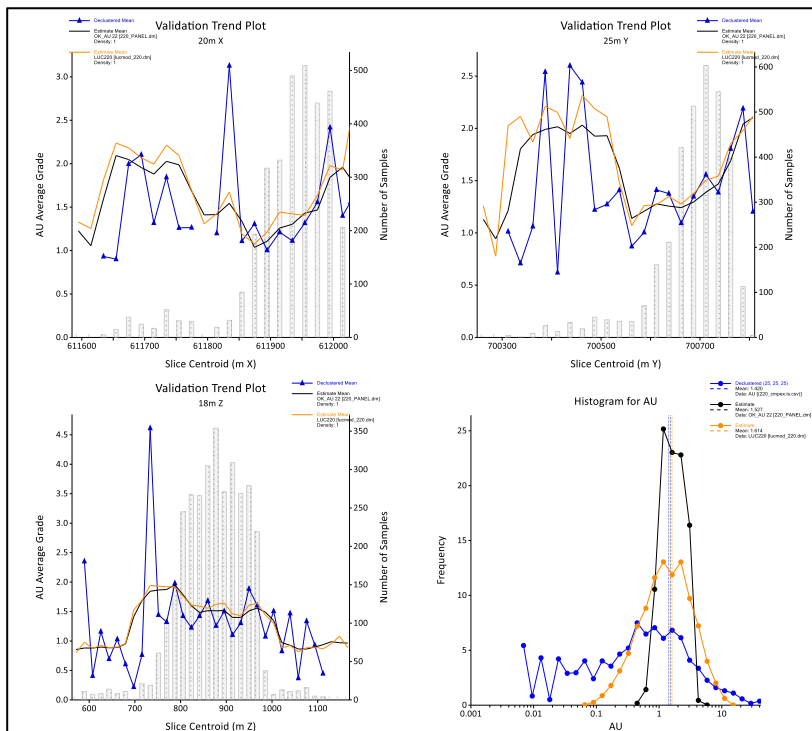 Validation Trend Plot
20m X
Declustered Mean
Estimate Mean
OK_AU 22 [220_PANEL.dm]
Density: 1
Estimate Mean
LUC220 [lucmod_220.dm]
Density: 1
AU Average Grade
3.0
2.5
2.0
1.5
1.0
0.5
0.0
Number of Samples
500
400
300
200
100
0
611600
611700
611800
611900
612000
Slice Centroid (m X)
Validation Trend Plot
25m Y
Declustered Mean
Estimate Mean
OK_AU 22 [220_PANEL.dm]
Density: 1
Estimate Mean
LUC220 [lucmod_220.dm]
Density: 1
AU Average Grade
2.5
2.0
1.5
1.0
0.5
0.0
Number of Samples
600
500
400
300
200
100
0
700300
700500
700700
Slice Centroid (m Y)
Validation Trend Plot
18m Z
Declustered Mean
Estimate Mean
OK_AU 22 [220_PANEL.dm]
Density: 1
Estimate Mean
LUC220 [lucmod_220.dm]
Density: 1
AU Average Grade
4.5
4.0
3.5
3.0
2.5
2.0
1.5
1.0
0.5
0.0
Number of Samples
350
300
250
200
150
100
50
0
600
700
800
900
1000
1100
Slice Centroid (m Z)
Histogram for AU
Declustered (25, 25, 25)
Mean: 1.420
Data: AU [(220_cmpex.is.csv)]
Estimate
Mean: 1.527
Data: OK_AU 22 [220_PANEL.dm]
Estimate
Mean: 1.614
Data: LUC220 [lucmod_220.dm]
Frequency
25
20
15
10
5
0
0.001
0.01
0.1
1
10
AU